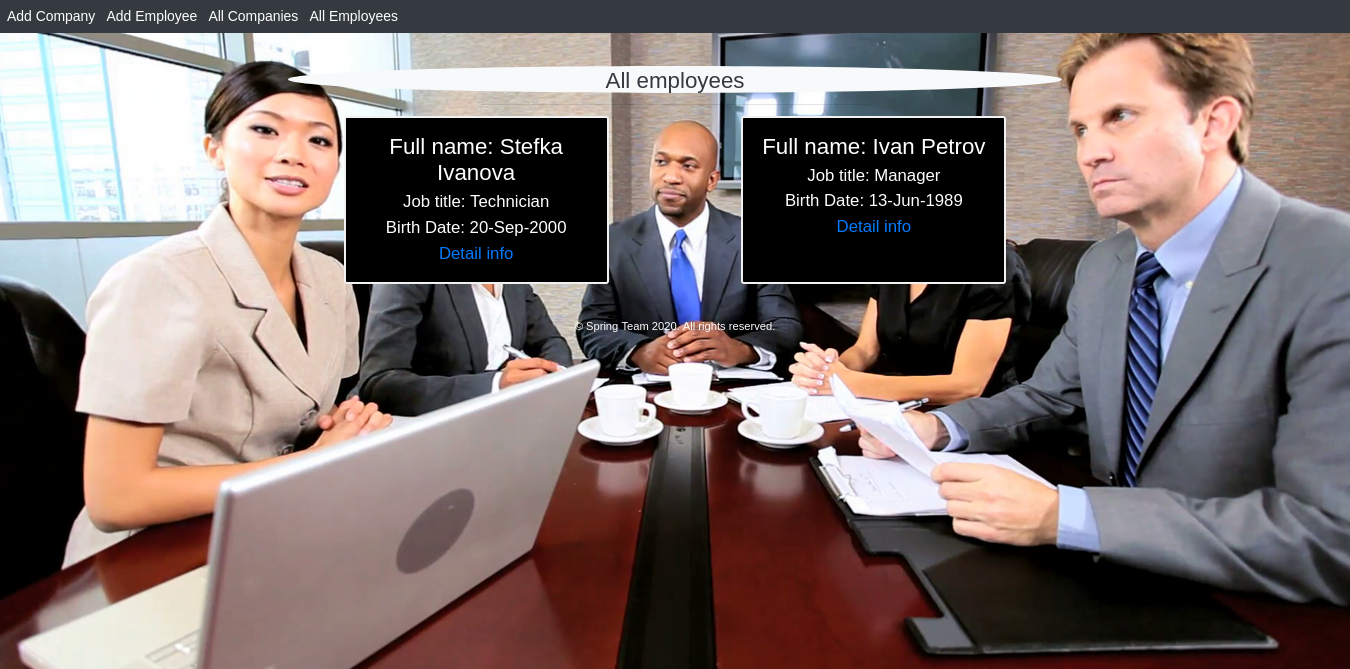 Add Company Add Employee All Companies All Employees
All employees
Full name: Stefka
Ivanova
Job title: Technician
Birth Date: 20-Sep-2000
Detail info
Full name: Ivan Petrov
Job title: Manager
Birth Date: 13-Jun-1989
Detail info
© Spring Team 2020. All rights reserved.